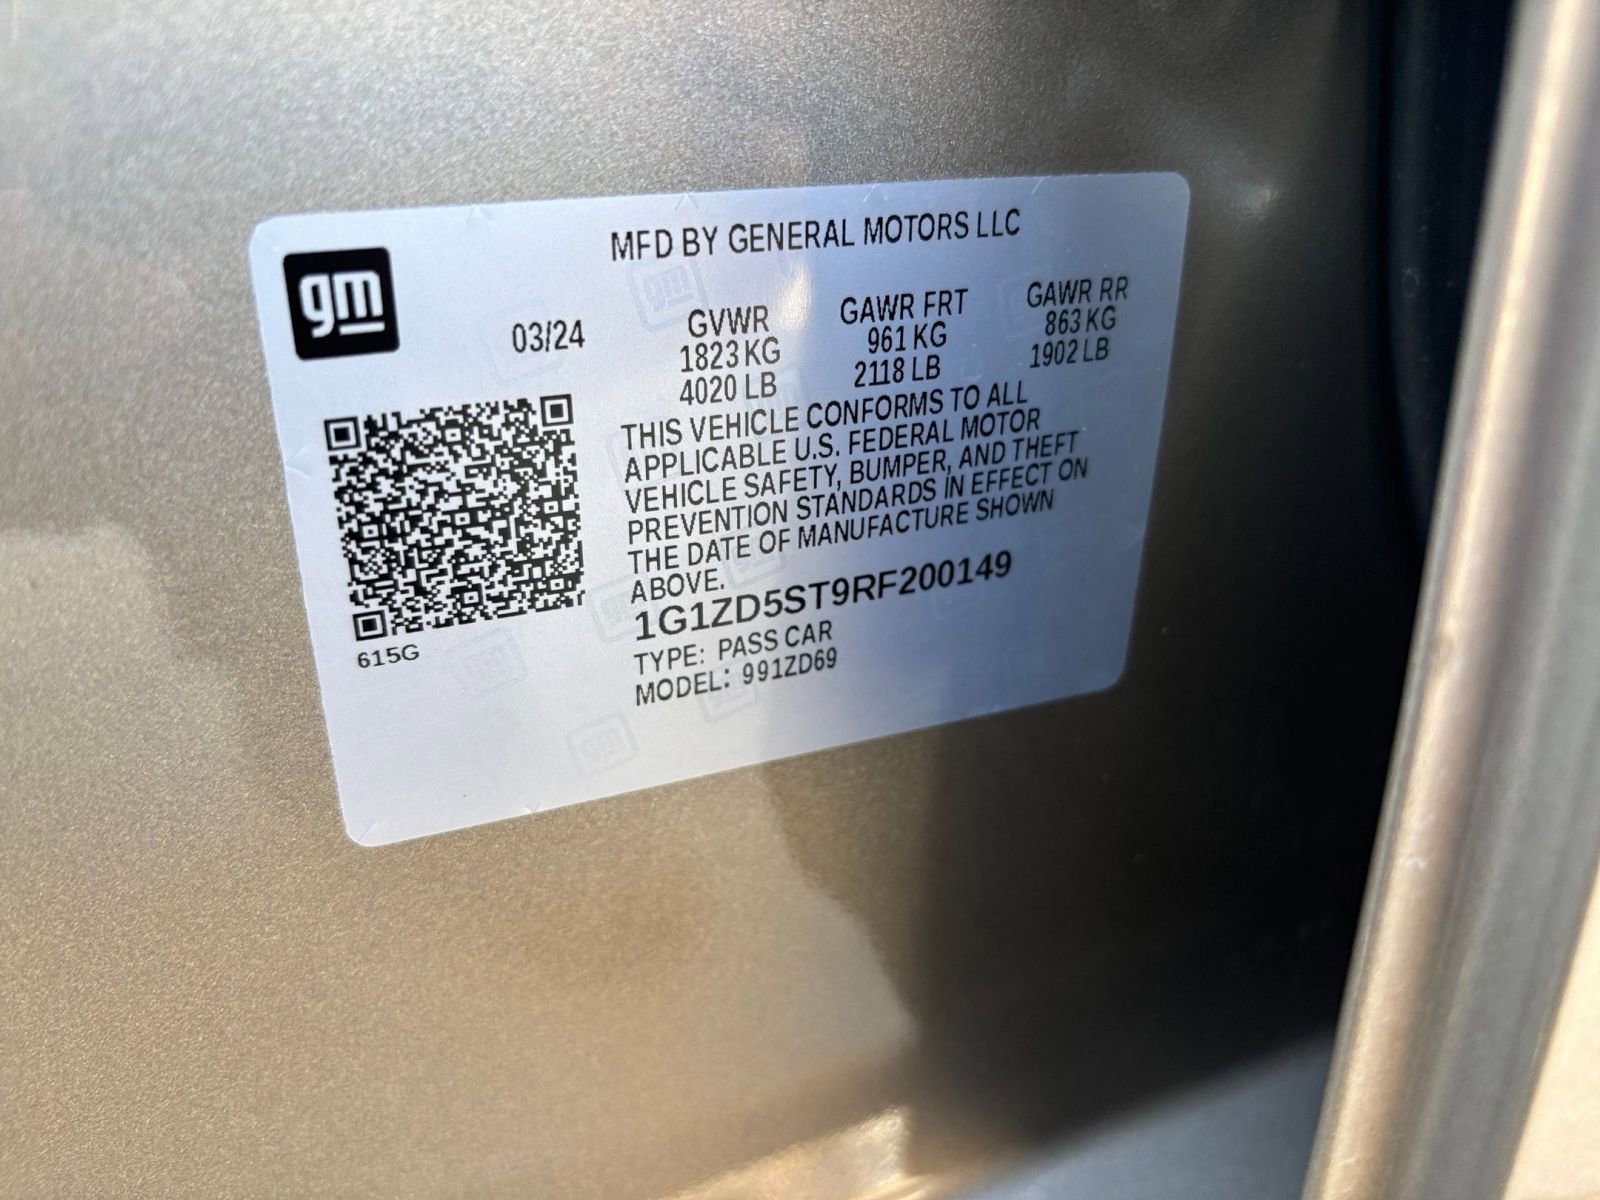 gm
MFD BY GENERAL MOTORS LLC
03/24
GVWR
1823 KG
4020 LB
GAWR FRT
961 KG
2118 LB
GAWR RR
863 KG
1902 LB
THIS VEHICLE CONFORMS TO ALL
APPLICABLE U.S. FEDERAL MOTOR
VEHICLE SAFETY, BUMPER, AND THEFT
PREVENTION STANDARDS IN EFFECT ON
THE DATE OF MANUFACTURE SHOWN
ABOVE.
1G1ZD5ST9RF200149
TYPE: PASS CAR
MODEL: 991ZD69
615G